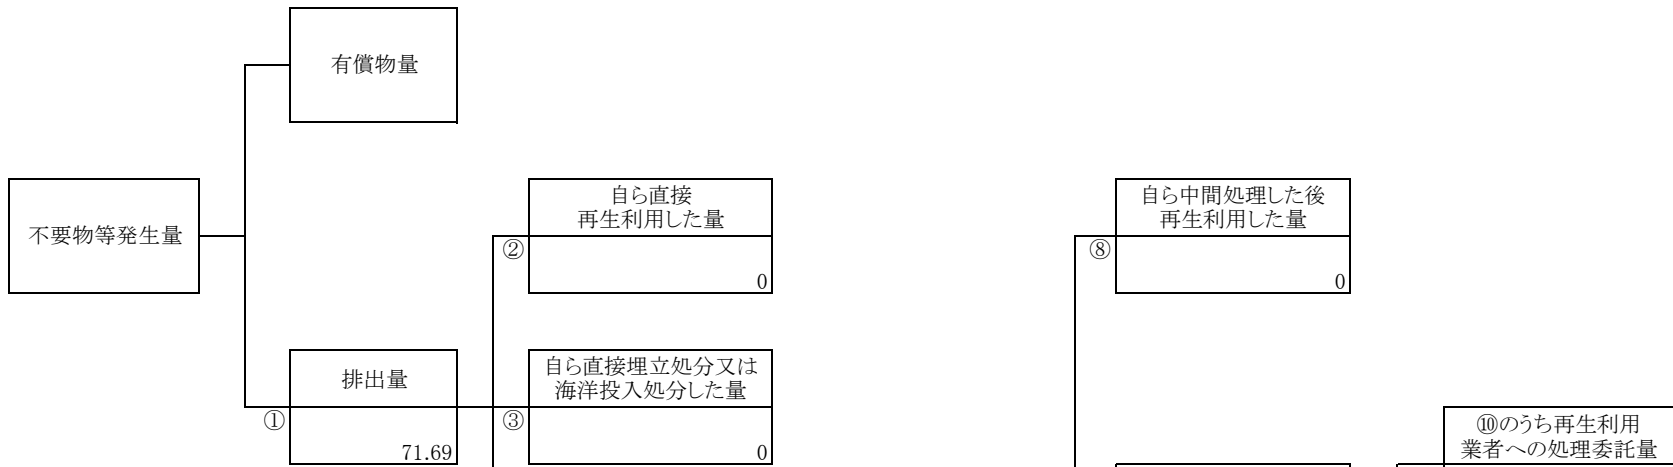 有償物量
不要物等発生量
自ら直接
再生利用した量
②
0
自ら中間処理した後
再生利用した量
⑧
0
排出量
①
71.69
自ら直接埋立処分又は
海洋投入処分した量
③
0
⑩のうち再生利用
業者への処理委託量